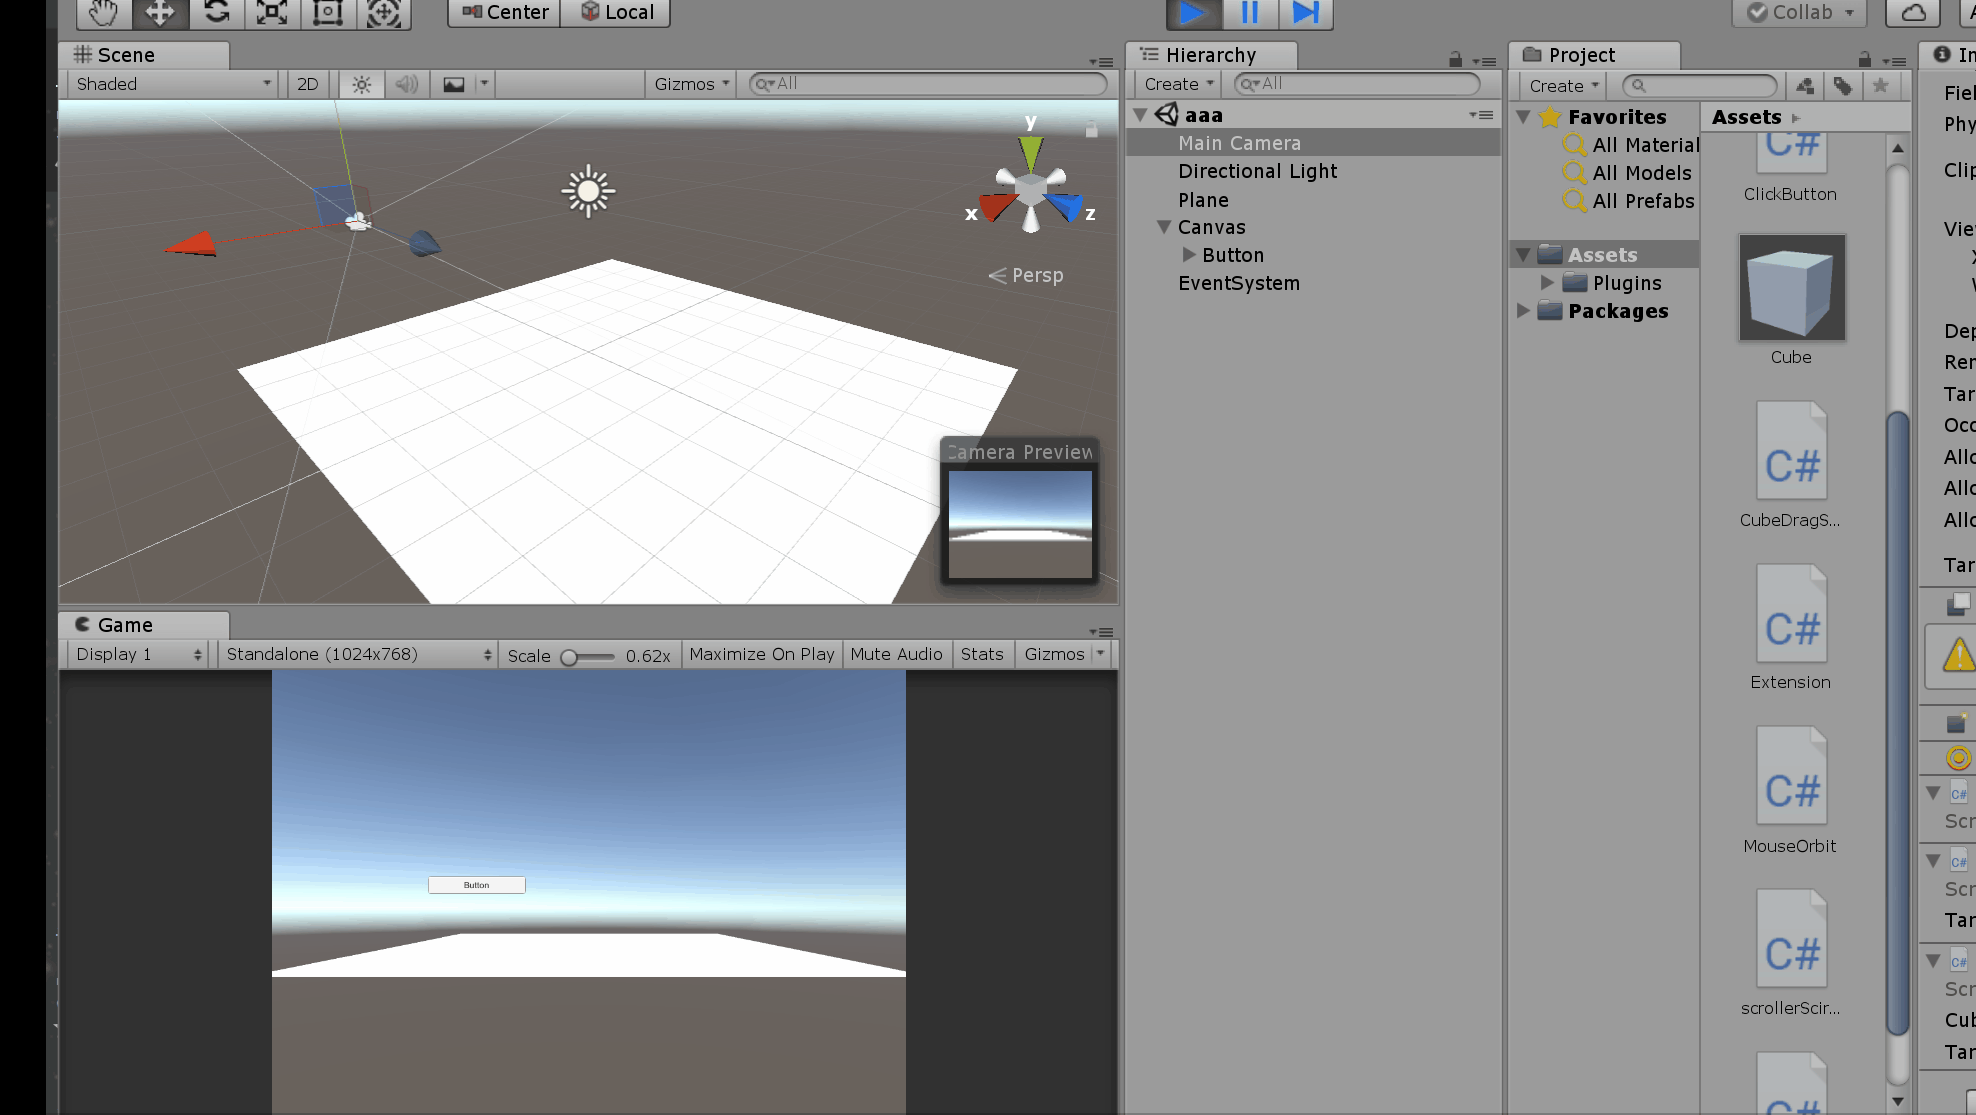 Center
Local
Collab
Scene
Shaded
2D
Gizmos
All
y
x
z
Persp
Camera Preview
Game
Display 1
Standalone (1024x768)
Scale
0.62x
Maximize On Play
Mute Audio
Stats
Gizmos
Button
Hierarchy
Create
All
aaa
Main Camera
Directional Light
Plane
Canvas
Button
EventSystem
Project
Create
Favorites
All Material
All Models
All Prefabs
Assets
Plugins
Packages
Assets
C#
ClickButton
Cube
C#
CubeDragS...
C#
Extension
C#
MouseOrbit
C#
scrollerScir...
C#
In
Fiel
Phy
Clip
Vie
Dep
Ren
Tar
Occ
Allo
Allo
Allo
Tar
C#
Scr
C#
Scr
Tar
C#
Scr
Cub
Tar